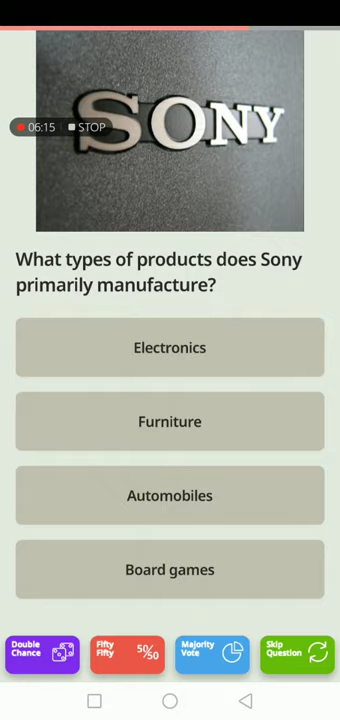 SONY
06:15 STOP
What types of products does Sony
primarily manufacture?
Electronics
Furniture
Automobiles
Board games
Double
Chance
Fifty
Fifty
50/50
Majority
Vote
Skip
Question